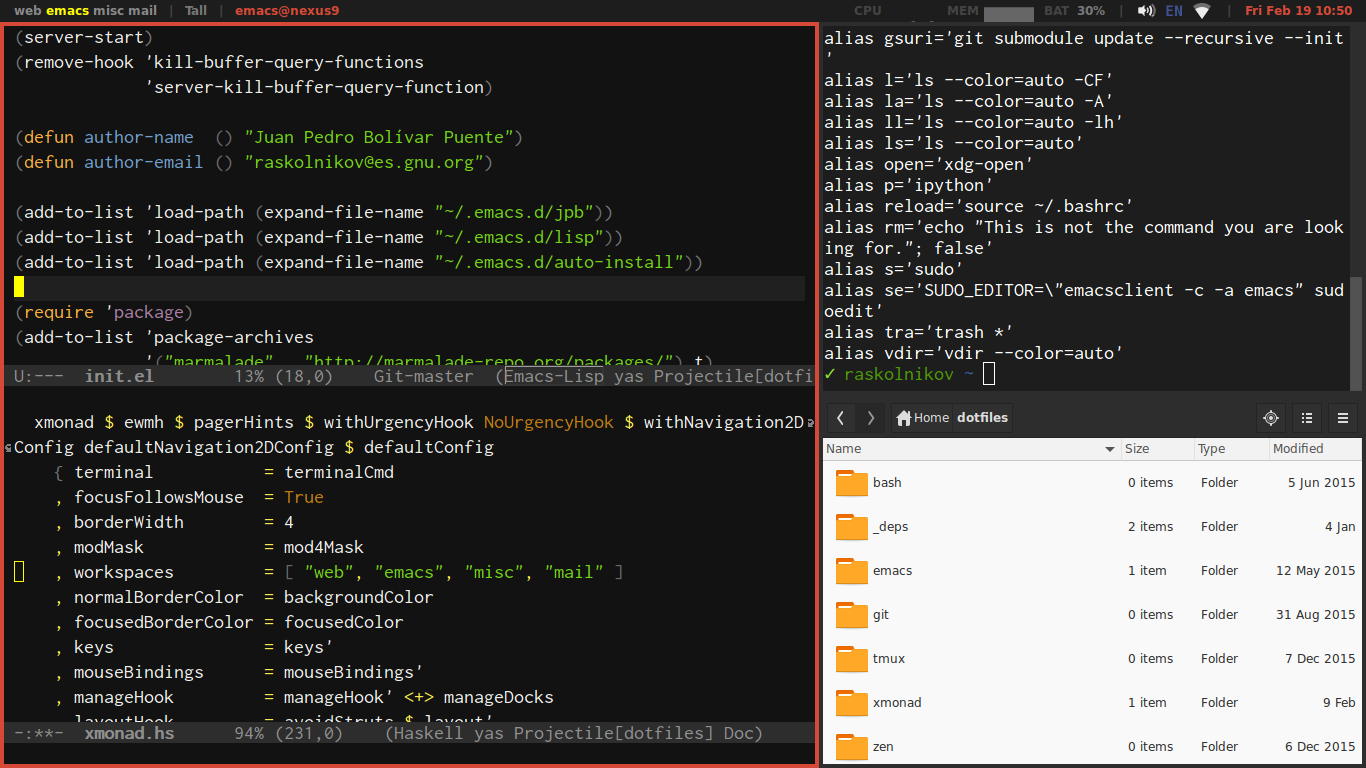 web emacs misc mail | Tall | emacs@nexus9 CPU MEM BAT 30% | EN | Fri Feb 19 10:50
(server-start)
(remove-hook 'kill-buffer-query-functions
'server-kill-buffer-query-function)
(defun author-name () "Juan Pedro Bolívar Puente")
(defun author-email () "raskolnikov@es.gnu.org")
(add-to-list 'load-path (expand-file-name "~/.emacs.d/jpb"))
(add-to-list 'load-path (expand-file-name "~/.emacs.d/lisp"))
(add-to-list 'load-path (expand-file-name "~/.emacs.d/auto-install"))
(require 'package)
(add-to-list 'package-archives
'("marmalade" . "http://marmalade-repo.org/packages/") t)
U:--- init.el 13% (18,0) Git-master (Emacs-Lisp yas Projectile[dotfi
xmonad $ ewmh $ pagerHints $ withUrgencyHook NoUrgencyHook $ withNavigation2D
Config defaultNavigation2DConfig $ defaultConfig
{ terminal = terminalCmd
, focusFollowsMouse = True
, borderWidth = 4
, modMask = mod4Mask
, workspaces = [ "web", "emacs", "misc", "mail" ]
, normalBorderColor = backgroundColor
, focusedBorderColor = focusedColor
, keys = keys'
, mouseBindings = mouseBindings'
, manageHook = manageHook' <+> manageDocks
, layoutHook = avoidStruts $ layout'
-:**- xmonad.hs 94% (231,0) (Haskell yas Projectile[dotfiles] Doc)
alias gsuri='git submodule update --recursive --init
'
alias l='ls --color=auto -CF'
alias la='ls --color=auto -A'
alias ll='ls --color=auto -lh'
alias ls='ls --color=auto'
alias open='xdg-open'
alias p='ipython'
alias reload='source ~/.bashrc'
alias rm='echo "This is not the command you are look
ing for."; false'
alias s='sudo'
alias se='SUDO_EDITOR=\"emacsclient -c -a emacs" sud
oedit'
alias tra='trash *'
alias vdir='vdir --color=auto'
✓ raskolnikov ~
Home dotfiles
Name Size Type Modified
bash 0 items Folder 5 Jun 2015
_deps 2 items Folder 4 Jan
emacs 1 item Folder 12 May 2015
git 0 items Folder 31 Aug 2015
tmux 0 items Folder 7 Dec 2015
xmonad 1 item Folder 9 Feb
zen 0 items Folder 6 Dec 2015